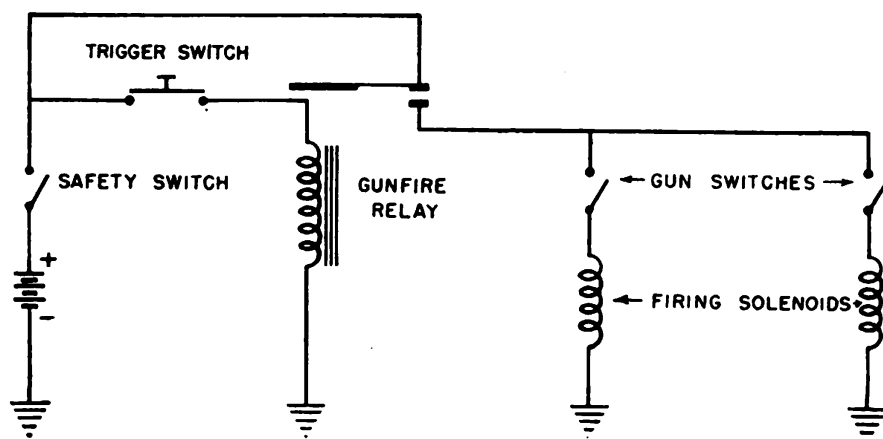 TRIGGER SWITCH
SAFETY SWITCH
+
-
GUNFIRE
RELAY
← GUN SWITCHES →
← FIRING SOLENOIDS →